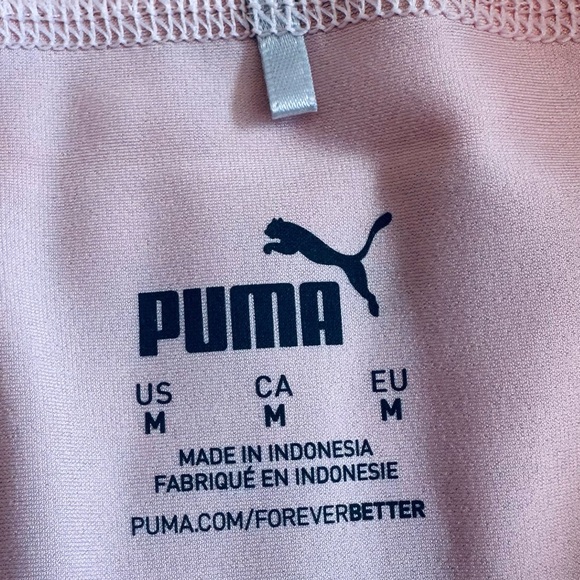 PUMA
US CA EU
M M M
MADE IN INDONESIA
FABRIQUÉ EN INDONESIE
PUMA.COM/FOREVERBETTER